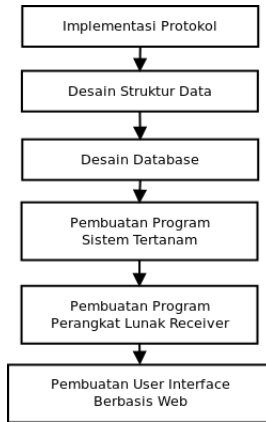 Implementasi Protokol
Desain Struktur Data
Desain Database
Pembuatan Program
Sistem Tertanam
Pembuatan Program
Perangkat Lunak Receiver
Pembuatan User Interface
Berbasis Web